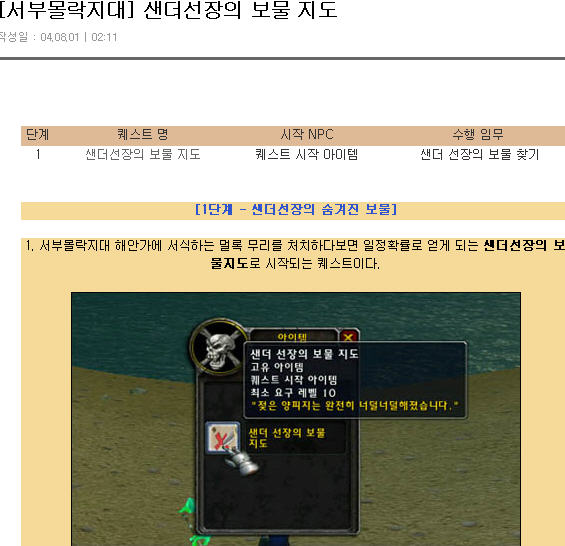 [서부몰락지대] 샌더선장의 보물 지도
작성일 : 04.08.01 | 02:11
단계 퀘스트 명 시작 NPC 수행 임무
1 샌더선장의 보물 지도 퀘스트 시작 아이템 샌더 선장의 보물 찾기
[1단계 - 샌더선장의 숨겨진 보물]
1. 서부몰락지대 해안가에 서식하는 멀록 무리를 처치하다보면 일정확률로 얻게 되는 샌더선장의 보
물지도로 시작되는 퀘스트이다.
아이템
샌더 선장의 보물 지도
고유 아이템
퀘스트 시작 아이템
최소 요구 레벨 10
"젖은 양피지는 완전히 너덜너덜해졌습니다."
샌더 선장의 보물
지도